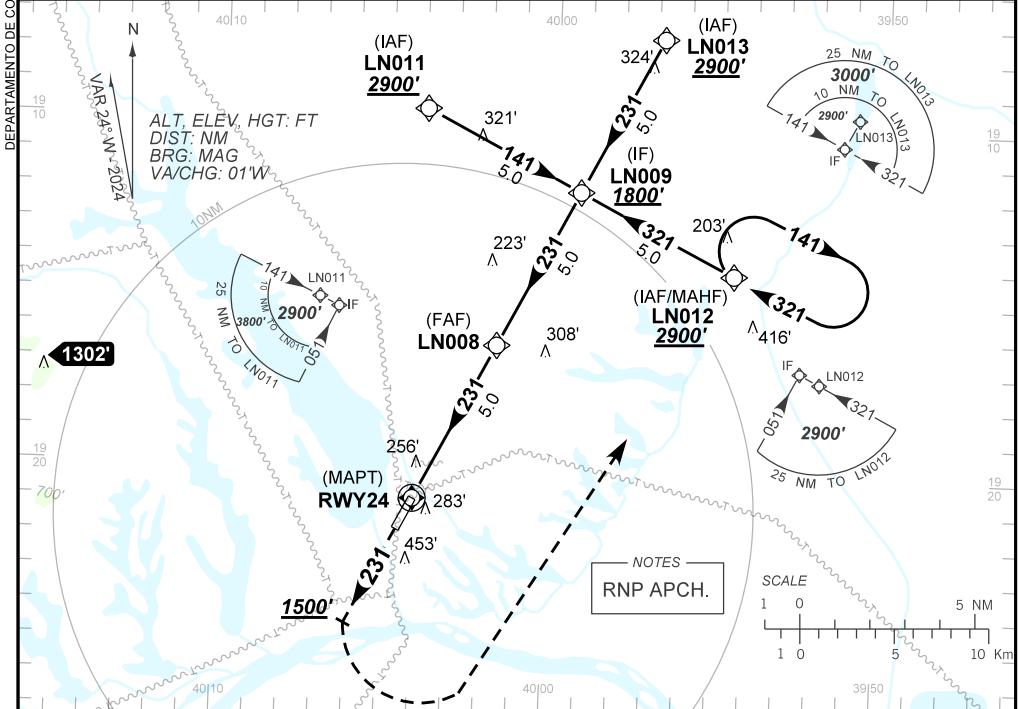 DEPARTAMENTO DE CO
40/10
40/00
39/50
19
10
19
10
N
VAR 24° W - 2024
ALT, ELEV, HGT: FT
DIST: NM
BRG: MAG
VA/CHG: 01'W
(IAF)
LN011
2900'
(IAF)
LN013
2900'
324'
321'
141
5.0
231
5.0
(IF)
LN009
1800'
25 NM TO LN013
3000'
10 NM TO LN013
2900'
LN013
141
IF
321
10NM
223'
231
5.0
321
5.0
203'
141
321
(IAF/MAHF)
LN012
2900'
416'
141
LN011
IF
2900'
10 NM TO LN011
3800'
25 NM TO LN011
051
1302'
(FAF)
LN008
308'
231
5.0
IF
LN012
321
051
2900'
25 NM TO LN012
19
20
19
20
700'
256'
(MAPT)
RWY24
283'
453'
231
1500'
NOTES
RNP APCH.
SCALE
1 0 5 NM
1 0 5 10 Km
40/10
40/00
39/50